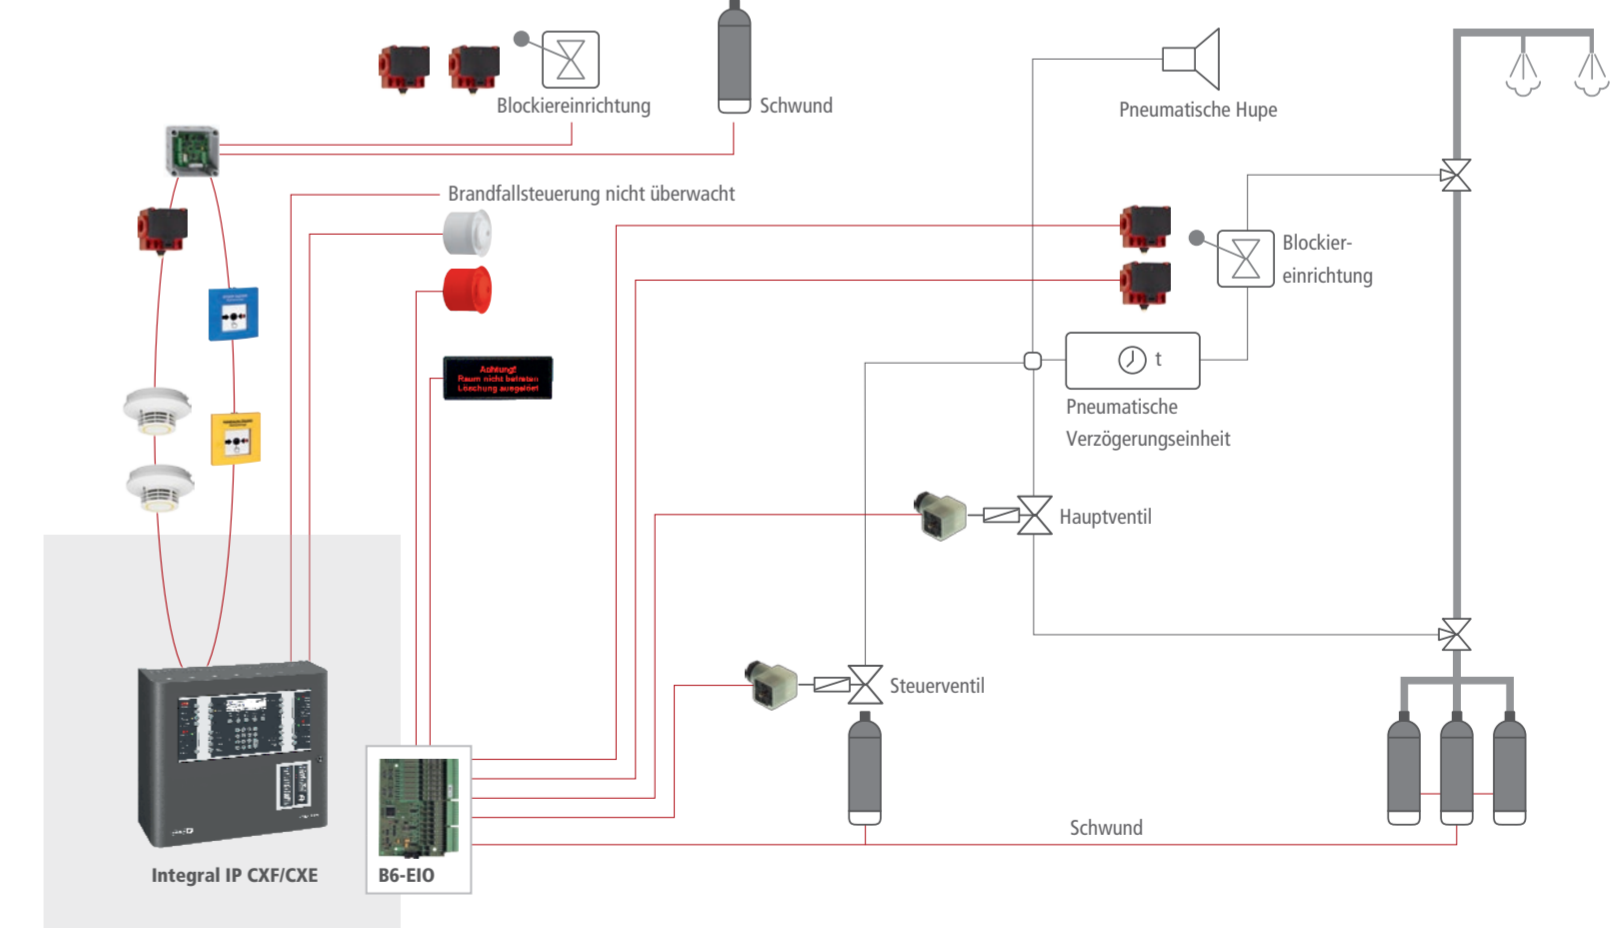 Blockiereinrichtung
Schwund
Pneumatische Hupe
Brandfallsteuerung nicht überwacht
Blockier-
einrichtung
t
Achtung!
Raum nicht betreten
Löschung ausgelöst
Pneumatische
Verzögerungseinheit
Hauptventil
Steuerventil
Schwund
Integral IP CXF/CXE
B6-EIO